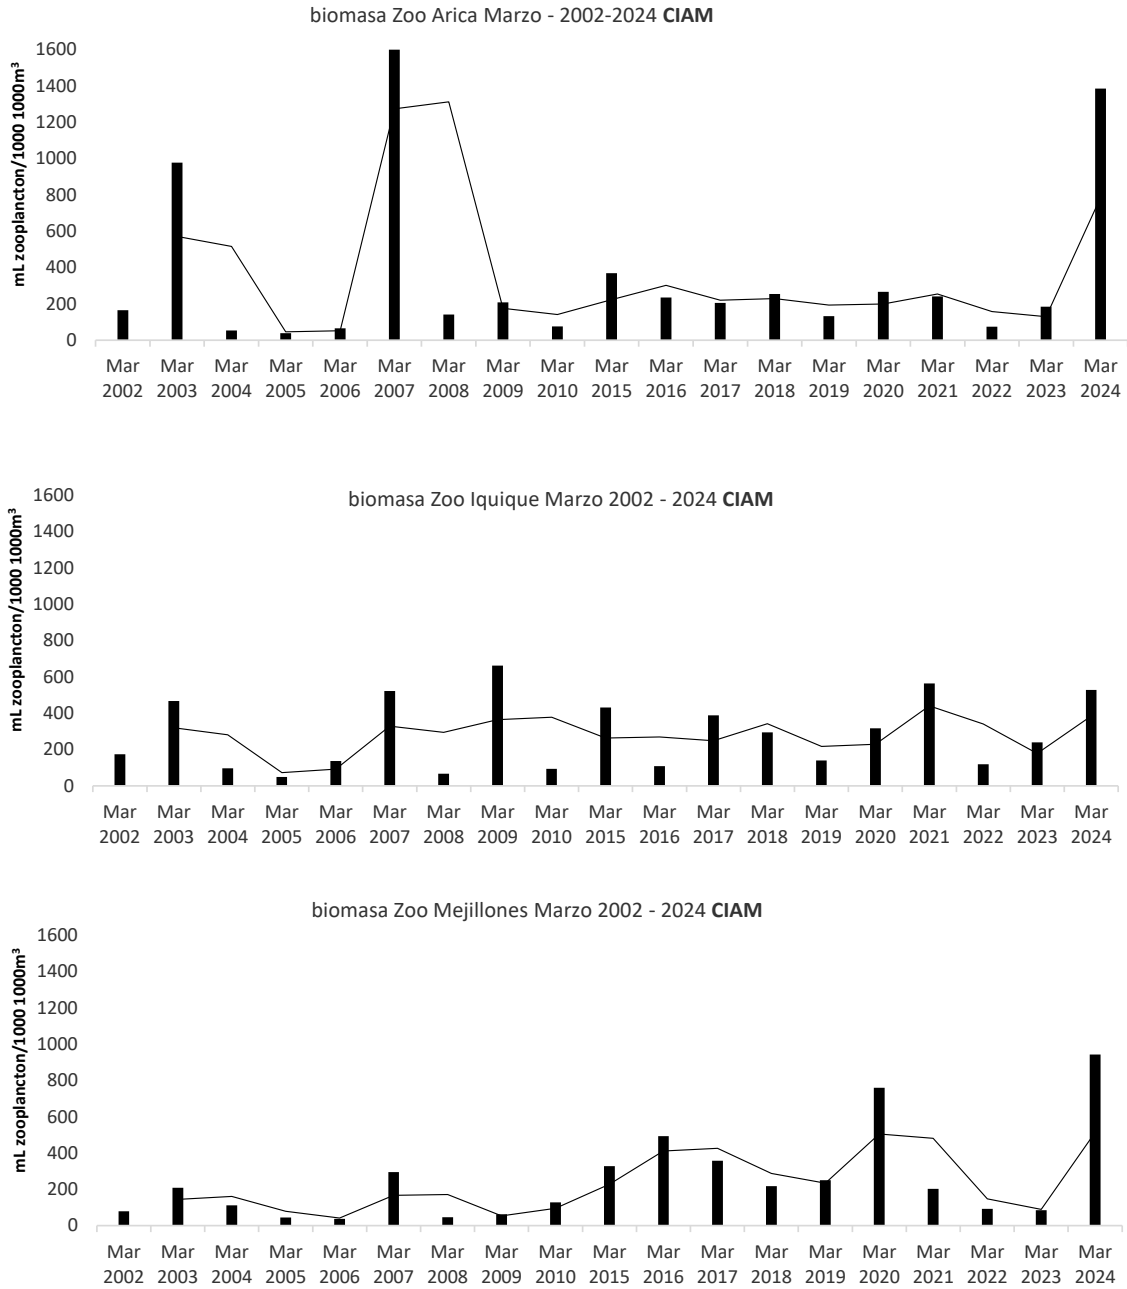 biomasa Zoo Arica Marzo - 2002-2024 CIAM
mL zooplancton/1000 1000m³
1600
1400
1200
1000
800
600
400
200
0
Mar Mar Mar Mar Mar Mar Mar Mar Mar Mar Mar Mar Mar Mar Mar Mar Mar Mar Mar
2002 2003 2004 2005 2006 2007 2008 2009 2010 2015 2016 2017 2018 2019 2020 2021 2022 2023 2024
biomasa Zoo Iquique Marzo 2002 - 2024 CIAM
mL zooplancton/1000 1000m³
1600
1400
1200
1000
800
600
400
200
0
Mar Mar Mar Mar Mar Mar Mar Mar Mar Mar Mar Mar Mar Mar Mar Mar Mar Mar Mar
2002 2003 2004 2005 2006 2007 2008 2009 2010 2015 2016 2017 2018 2019 2020 2021 2022 2023 2024
biomasa Zoo Mejillones Marzo 2002 - 2024 CIAM
mL zooplancton/1000 1000m³
1600
1400
1200
1000
800
600
400
200
0
Mar Mar Mar Mar Mar Mar Mar Mar Mar Mar Mar Mar Mar Mar Mar Mar Mar Mar Mar
2002 2003 2004 2005 2006 2007 2008 2009 2010 2015 2016 2017 2018 2019 2020 2021 2022 2023 2024